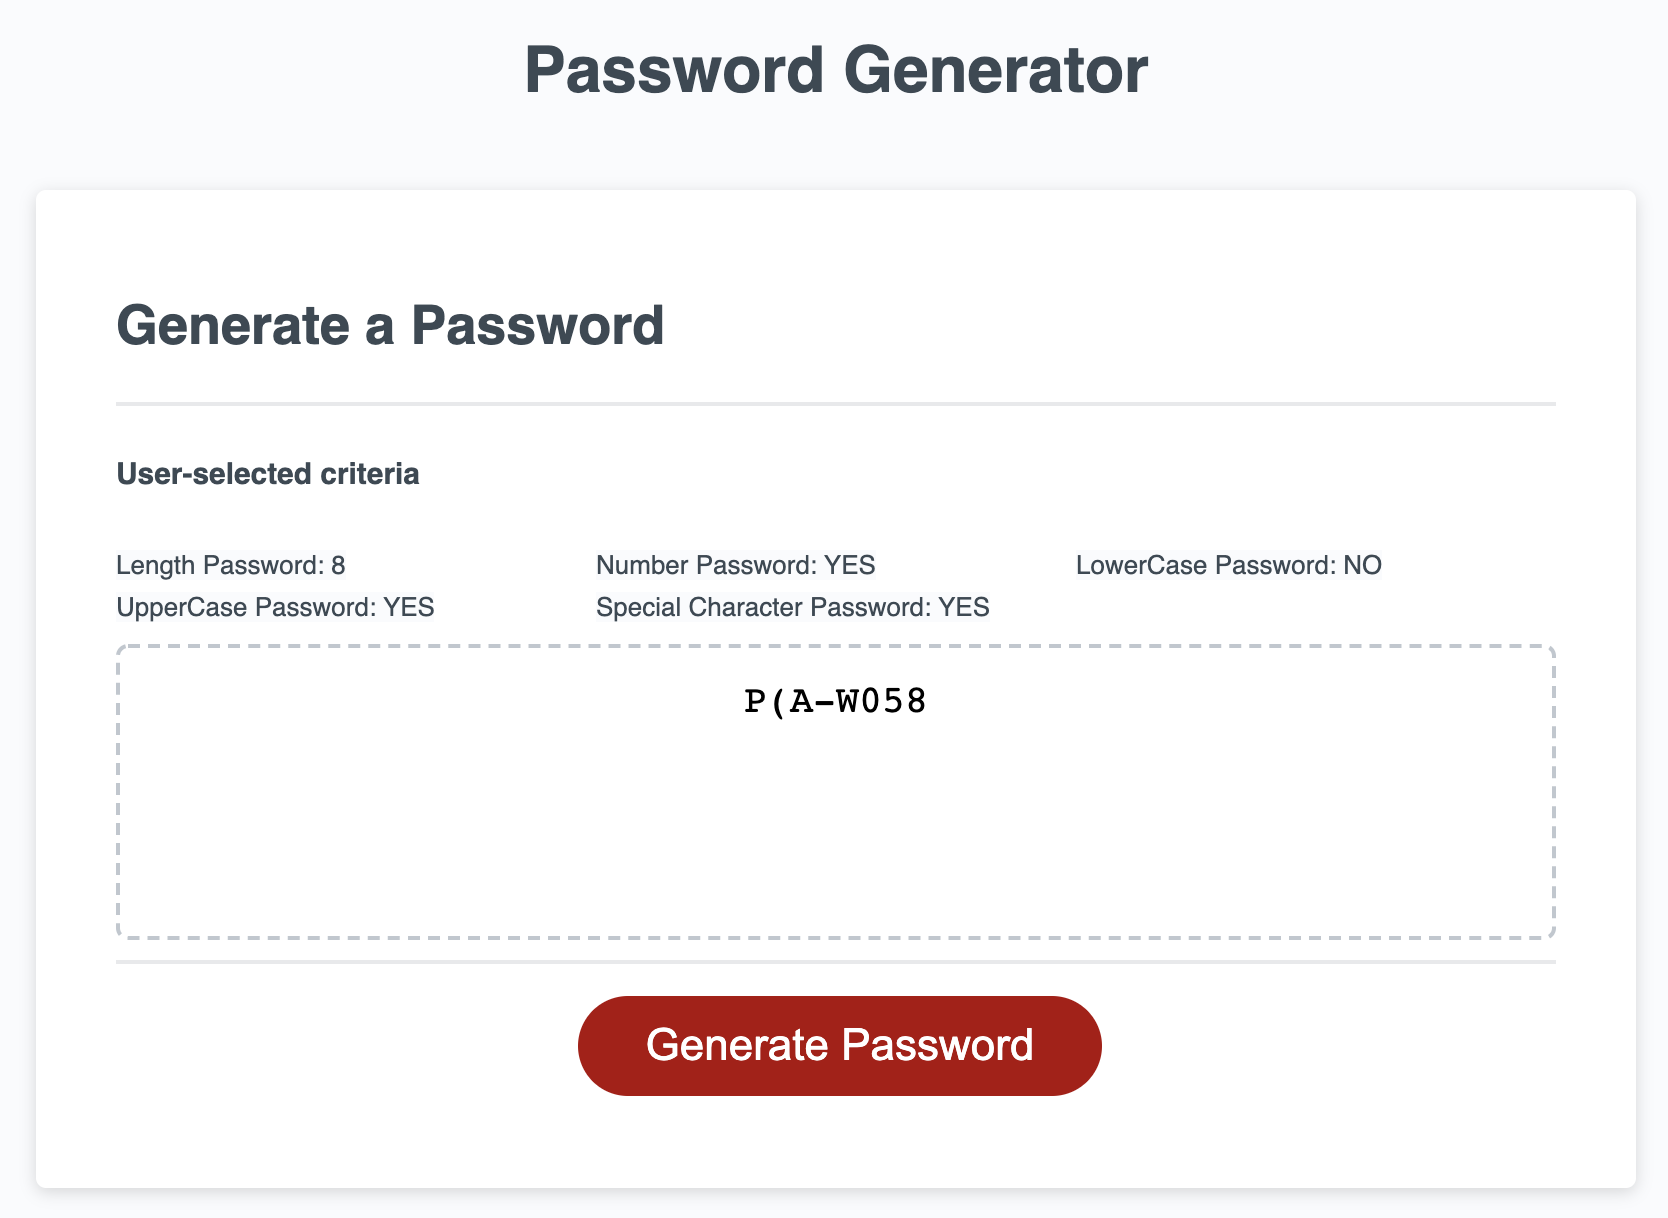 Password Generator
Generate a Password
User-selected criteria
Length Password: 8 Number Password: YES LowerCase Password: NO
UpperCase Password: YES Special Character Password: YES
P(A-W058
Generate Password